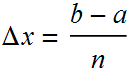 Δx = (b − a) / n